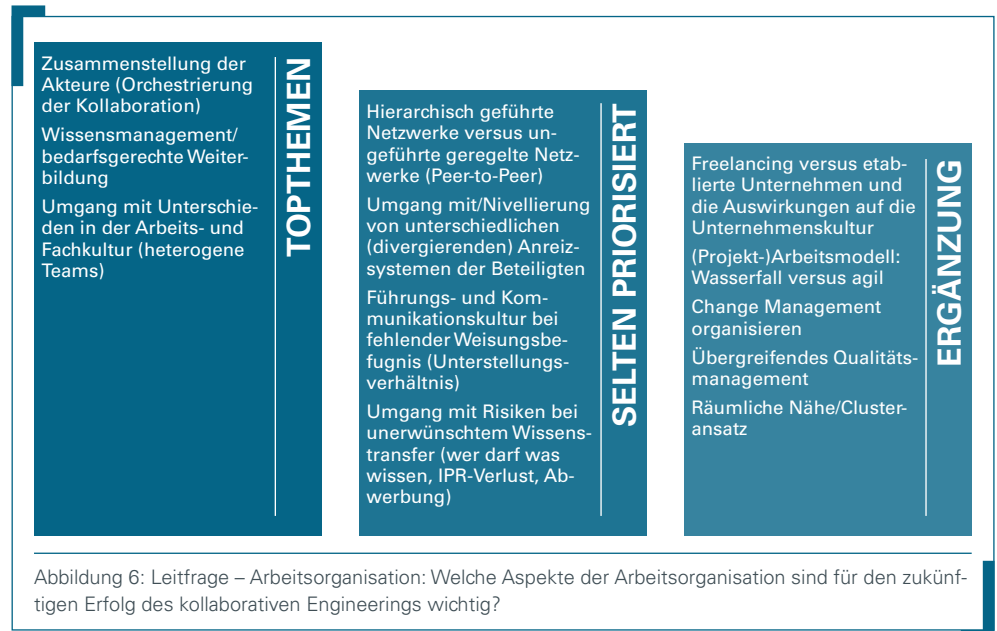 Zusammenstellung der
Akteure (Orchestrierung
der Kollaboration)
Wissensmanagement/
bedarfsgerechte Weiter-
bildung
Umgang mit Unterschie-
den in der Arbeits- und
Fachkultur (heterogene
Teams)
TOPTHEMEN
Hierarchisch geführte
Netzwerke versus un-
geführte geregelte Netz-
werke (Peer-to-Peer)
Umgang mit/Nivellierung
von unterschiedlichen
(divergierenden) Anreiz-
systemen der Beteiligten
Führungs- und Kom-
munikationskultur bei
fehlender Weisungsbe-
fugnis (Unterstellungs-
verhältnis)
Umgang mit Risiken bei
unerwünschtem Wissens-
transfer (wer darf was
wissen, IPR-Verlust, Ab-
werbung)
SELTEN PRIORISIERT
Freelancing versus etab-
lierte Unternehmen und
die Auswirkungen auf die
Unternehmenskultur
(Projekt-)Arbeitsmodell:
Wasserfall versus agil
Change Management
organisieren
Übergreifendes Qualitäts-
management
Räumliche Nähe/Cluster-
ansatz
ERGÄNZUNG
Abbildung 6: Leitfrage – Arbeitsorganisation: Welche Aspekte der Arbeitsorganisation sind für den zukünf-
tigen Erfolg des kollaborativen Engineerings wichtig?